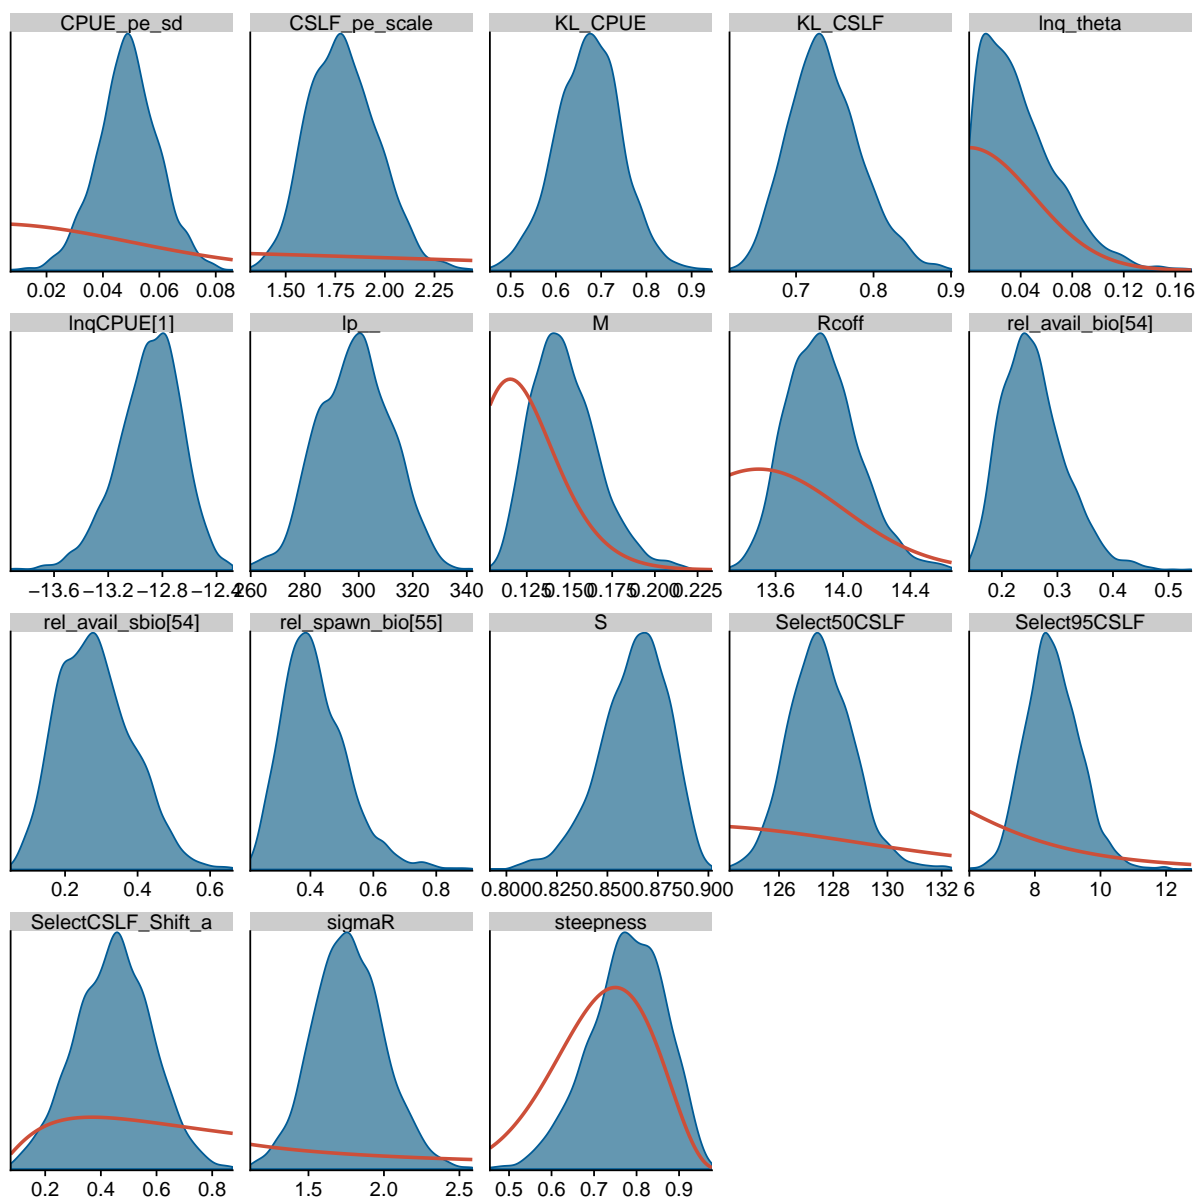 CPUE_pe_sd CSLF_pe_scale KL_CPUE KL_CSLF lnq_theta
0.02 0.04 0.06 0.08 1.50 1.75 2.00 2.25 0.5 0.6 0.7 0.8 0.9 0.7 0.8 0.9 0.04 0.08 0.12 0.16
lnqCPUE[1] lp__ M Rcoff rel_avail_bio[54]
−13.6 −13.2 −12.8 −12.4 260 280 300 320 340 0.125 0.150 0.175 0.200 0.225 13.6 14.0 14.4 0.2 0.3 0.4 0.5
rel_avail_sbio[54] rel_spawn_bio[55] S Select50CSLF Select95CSLF
0.2 0.4 0.6 0.4 0.6 0.8 0.800 0.825 0.850 0.875 0.900 126 128 130 132 6 8 10 12
SelectCSLF_Shift_a sigmaR steepness
0.2 0.4 0.6 0.8 1.5 2.0 2.5 0.5 0.6 0.7 0.8 0.9